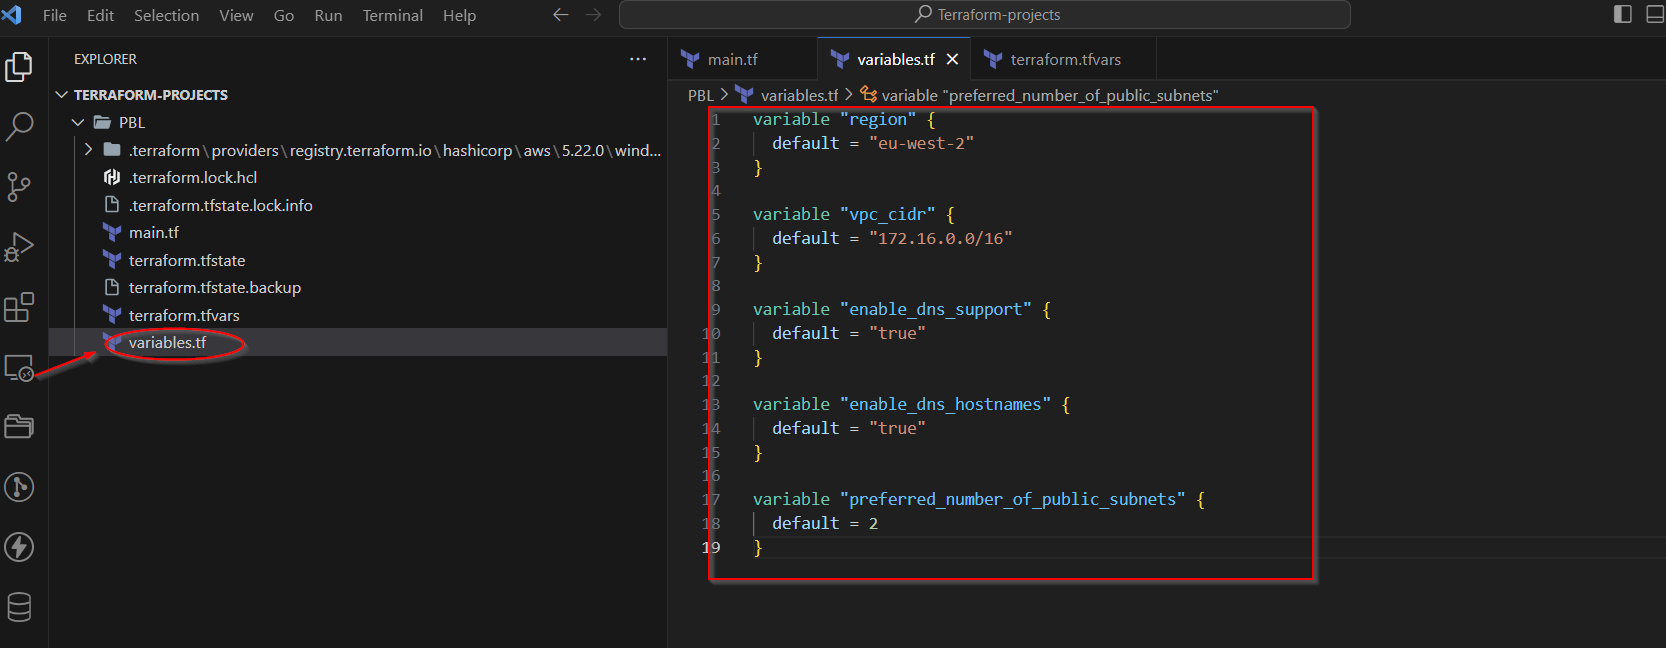 File Edit Selection View Go Run Terminal Help
Terraform-projects
EXPLORER
TERRAFORM-PROJECTS
PBL
.terraform\providers\registry.terraform.io\hashicorp\aws\5.22.0\wind...
.terraform.lock.hcl
.terraform.tfstate.lock.info
main.tf
terraform.tfstate
terraform.tfstate.backup
terraform.tfvars
variables.tf
main.tf variables.tf terraform.tfvars
PBL > variables.tf > variable "preferred_number_of_public_subnets"
1 variable "region" {
2 default = "eu-west-2"
3 }
4
5 variable "vpc_cidr" {
6 default = "172.16.0.0/16"
7 }
8
9 variable "enable_dns_support" {
10 default = "true"
11 }
12
13 variable "enable_dns_hostnames" {
14 default = "true"
15 }
16
17 variable "preferred_number_of_public_subnets" {
18 default = 2
19 }